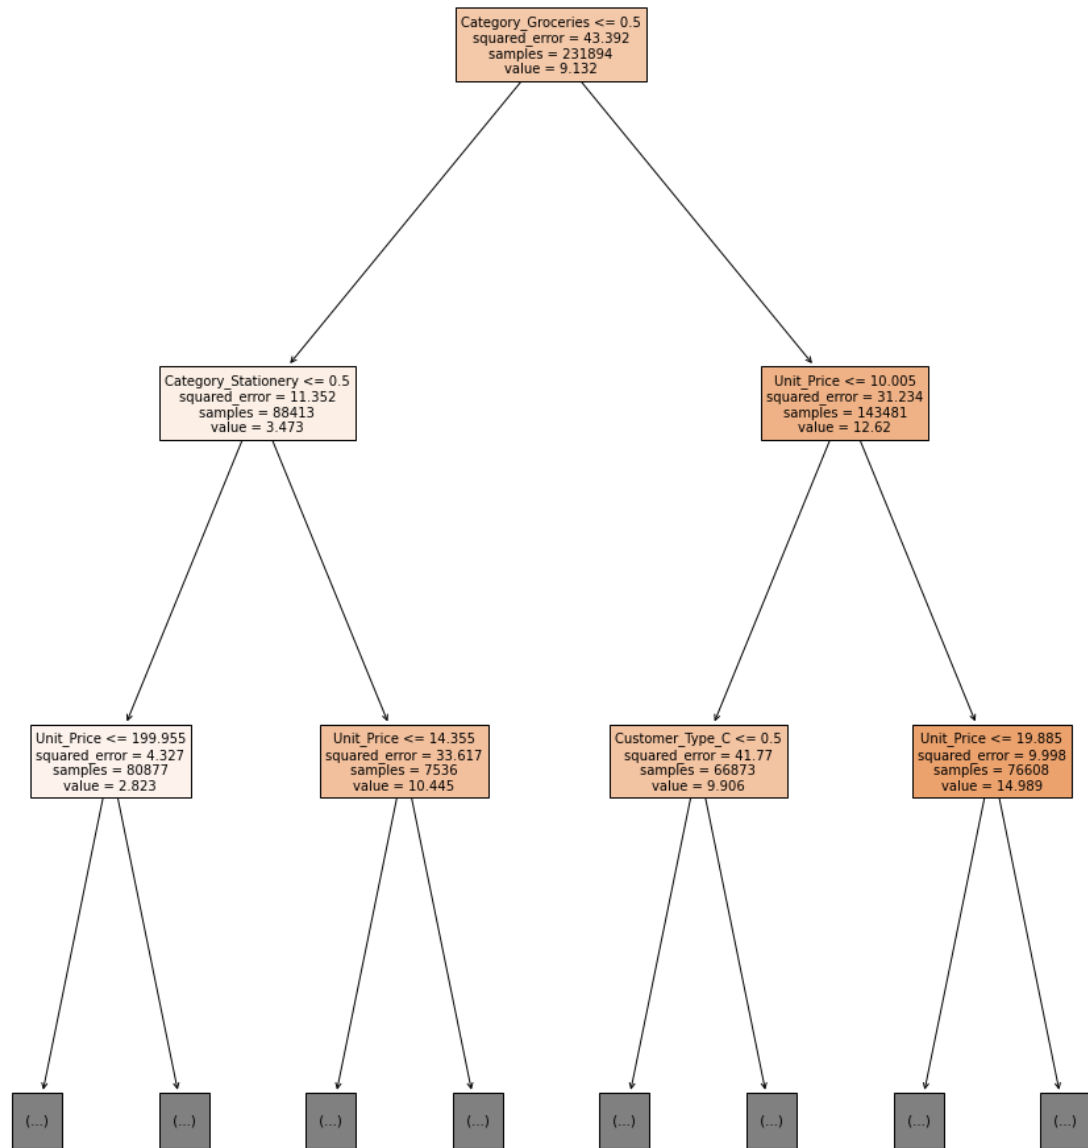 Category_Groceries <= 0.5
squared_error = 43.392
samples = 231894
value = 9.132
Category_Stationery <= 0.5
squared_error = 11.352
samples = 88413
value = 3.473
Unit_Price <= 10.005
squared_error = 31.234
samples = 143481
value = 12.62
Unit_Price <= 199.955
squared_error = 4.327
samples = 80877
value = 2.823
Unit_Price <= 14.355
squared_error = 33.617
samples = 7536
value = 10.445
Customer_Type_C <= 0.5
squared_error = 41.77
samples = 66873
value = 9.906
Unit_Price <= 19.885
squared_error = 9.998
samples = 76608
value = 14.989
(...)
(...)
(...)
(...)
(...)
(...)
(...)
(...)